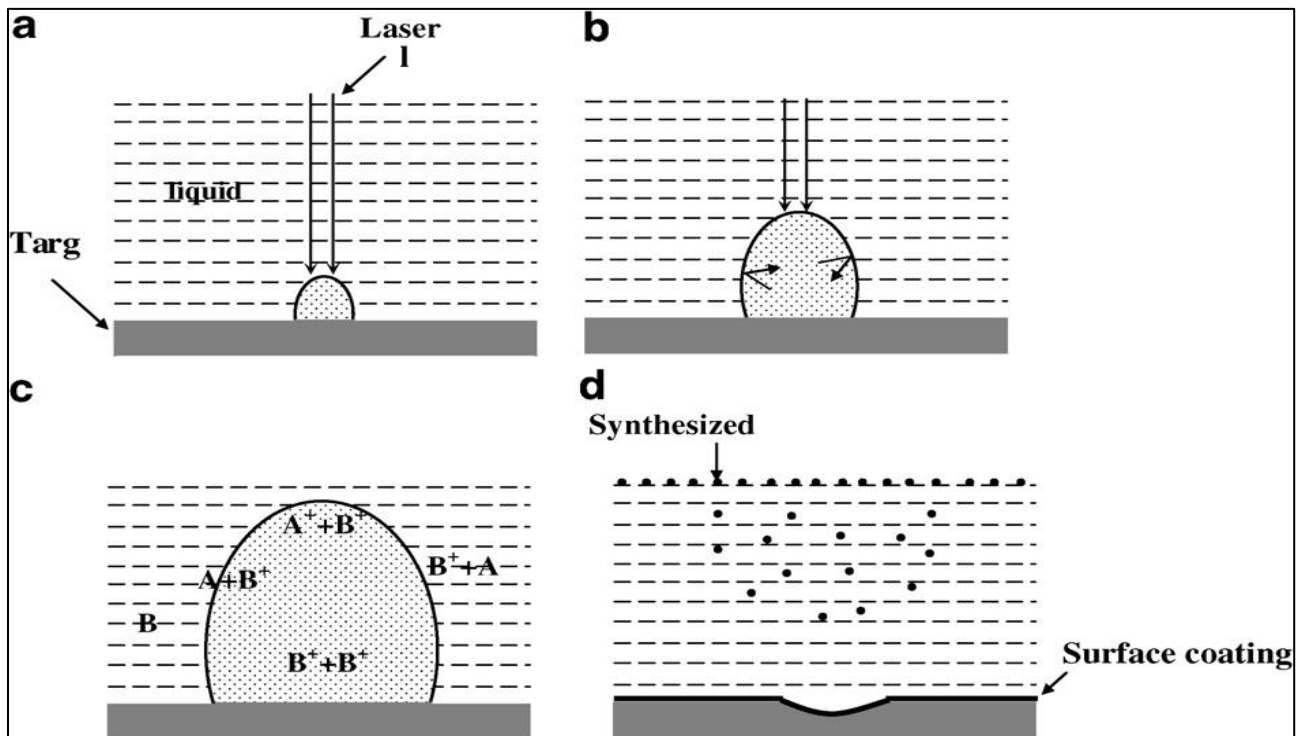 a
Laser
l
liquid
Targ
b
c
A⁺+B⁺
A+B⁺
B⁺+A
B
B⁺+B⁺
d
Synthesized
Surface coating